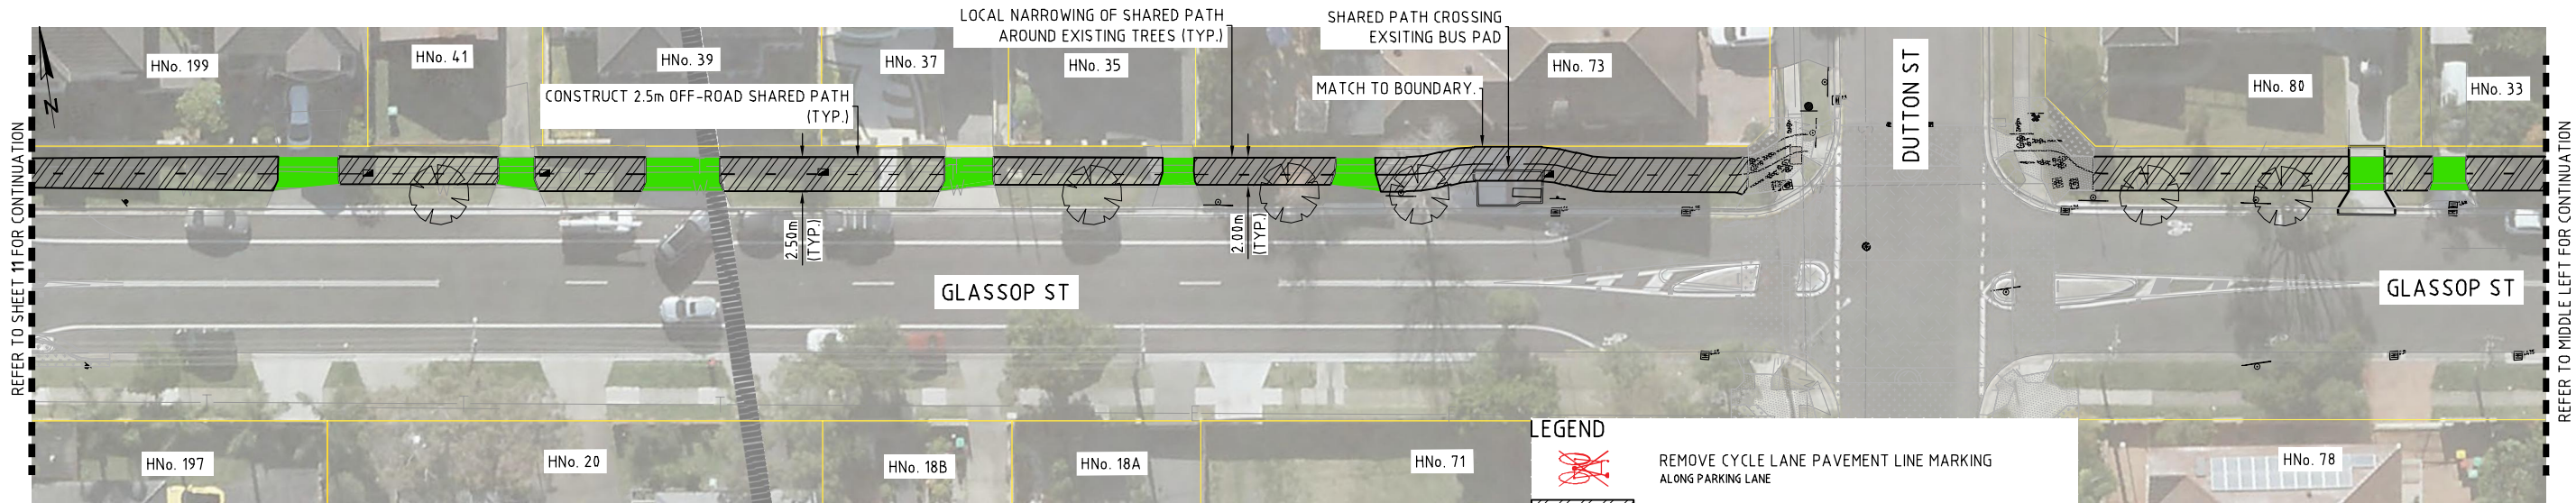 LOCAL NARROWING OF SHARED PATH
AROUND EXISTING TREES (TYP.)
SHARED PATH CROSSING
EXSITING BUS PAD
HNo. 199
HNo. 41
HNo. 39
HNo. 37
HNo. 35
HNo. 73
DUTTON ST
HNo. 80
HNo. 33
N
CONSTRUCT 2.5m OFF-ROAD SHARED PATH
(TYP.)
MATCH TO BOUNDARY.
REFER TO SHEET 11 FOR CONTINUATION
2.50m
(TYP.)
2.00m
(TYP.)
GLASSOP ST
GLASSOP ST
REFER TO MIDDLE LEFT FOR CONTINUATION
HNo. 197
HNo. 20
HNo. 18B
HNo. 18A
HNo. 71
LEGEND
REMOVE CYCLE LANE PAVEMENT LINE MARKING
ALONG PARKING LANE
HNo. 78